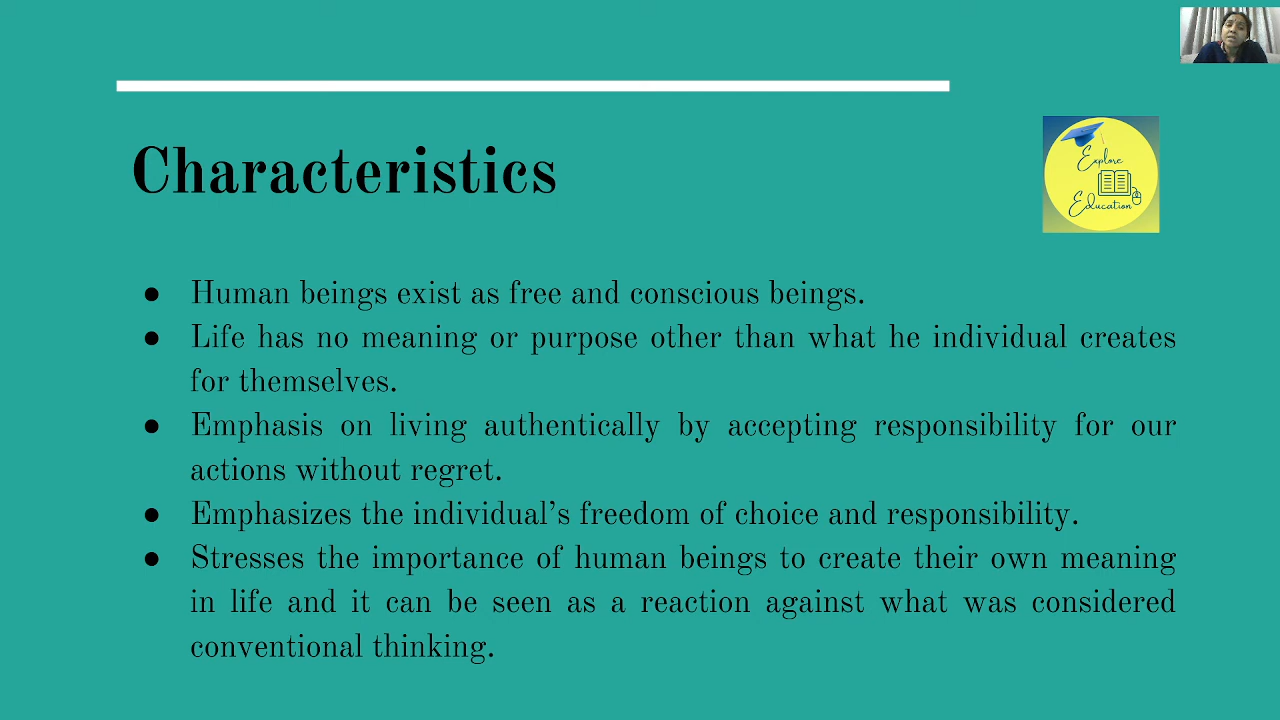 Characteristics
Explore
Education
● Human beings exist as free and conscious beings.
● Life has no meaning or purpose other than what he individual creates
for themselves.
● Emphasis on living authentically by accepting responsibility for our
actions without regret.
● Emphasizes the individual's freedom of choice and responsibility.
● Stresses the importance of human beings to create their own meaning
in life and it can be seen as a reaction against what was considered
conventional thinking.